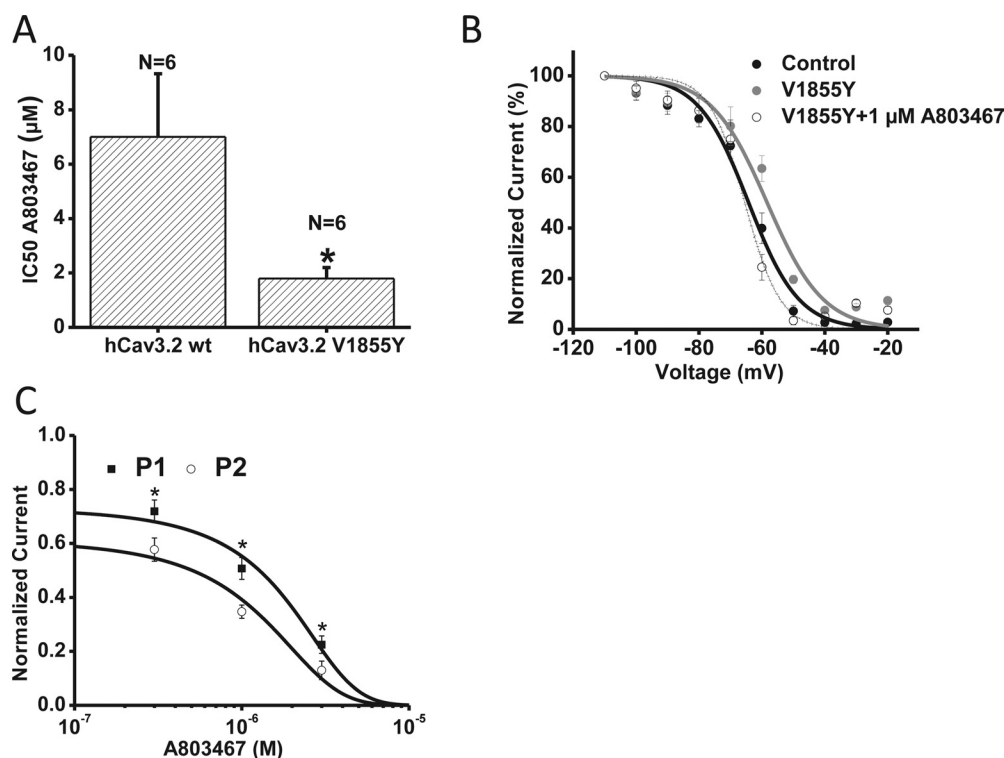 A
10
8
6
4
2
0
IC50 A803467 (µM)
N=6
N=6
*
hCav3.2 wt
hCav3.2 V1855Y
B
Control
V1855Y
V1855Y+1 µM A803467
100
80
60
40
20
0
Normalized Current (%)
-120 -100 -80 -60 -40 -20
Voltage (mV)
C
P1 P2
1.0
0.8
0.6
0.4
0.2
0.0
Normalized Current
* * *
10⁻⁷ 10⁻⁶ 10⁻⁵
A803467 (M)